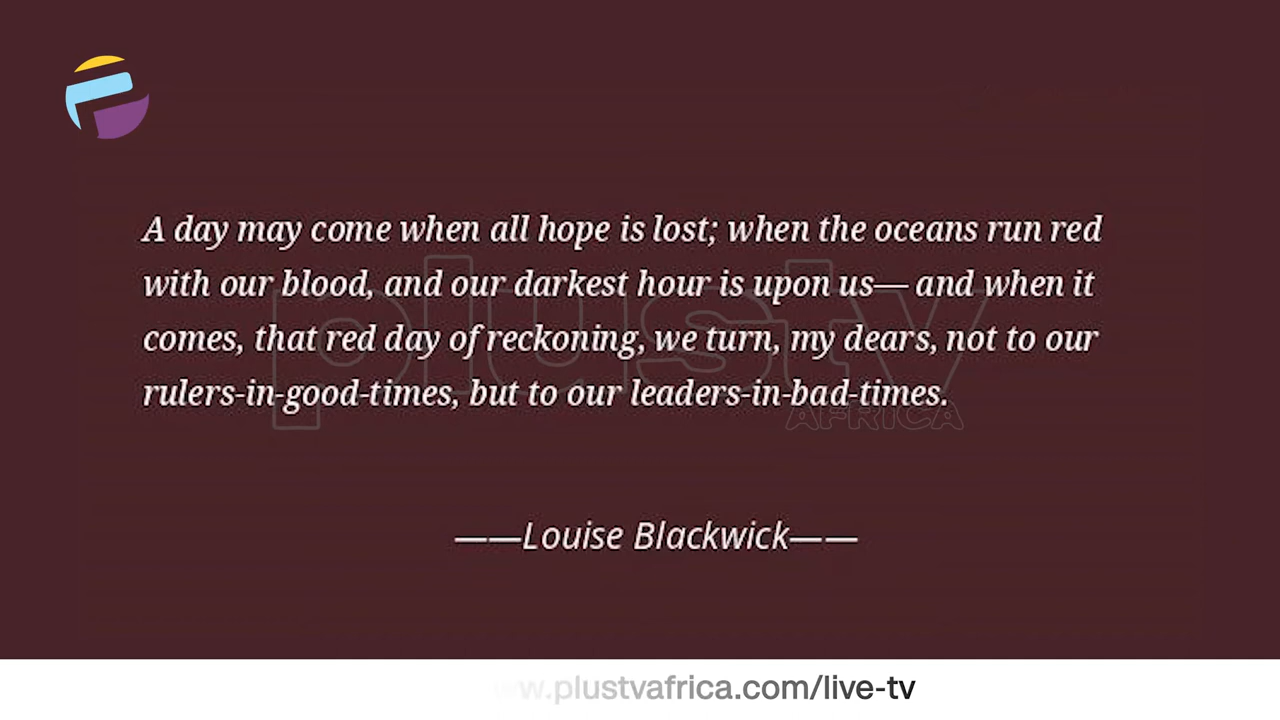 A day may come when all hope is lost; when the oceans run red
with our blood, and our darkest hour is upon us— and when it
comes, that red day of reckoning, we turn, my dears, not to our
rulers-in-good-times, but to our leaders-in-bad-times.
plustv
AFRICA
——Louise Blackwick——
w.plustvafrica.com/live-tv